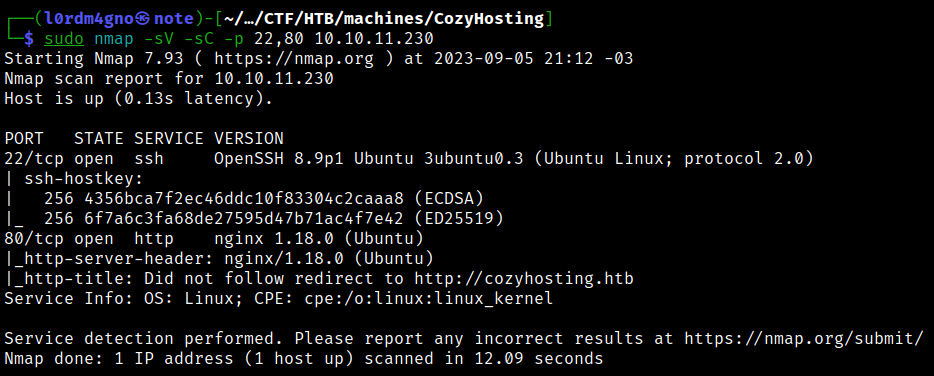 ┌──(l0rdm4gno㉿note)-[~/…/CTF/HTB/machines/CozyHosting]
└─$ sudo nmap -sV -sC -p 22,80 10.10.11.230
Starting Nmap 7.93 ( https://nmap.org ) at 2023-09-05 21:12 -03
Nmap scan report for 10.10.11.230
Host is up (0.13s latency).

PORT   STATE SERVICE VERSION
22/tcp open  ssh     OpenSSH 8.9p1 Ubuntu 3ubuntu0.3 (Ubuntu Linux; protocol 2.0)
| ssh-hostkey:
|   256 4356bca7f2ec46ddc10f83304c2caaa8 (ECDSA)
|_  256 6f7a6c3fa68de27595d47b71ac4f7e42 (ED25519)
80/tcp open  http    nginx 1.18.0 (Ubuntu)
|_http-server-header: nginx/1.18.0 (Ubuntu)
|_http-title: Did not follow redirect to http://cozyhosting.htb
Service Info: OS: Linux; CPE: cpe:/o:linux:linux_kernel

Service detection performed. Please report any incorrect results at https://nmap.org/submit/
Nmap done: 1 IP address (1 host up) scanned in 12.09 seconds